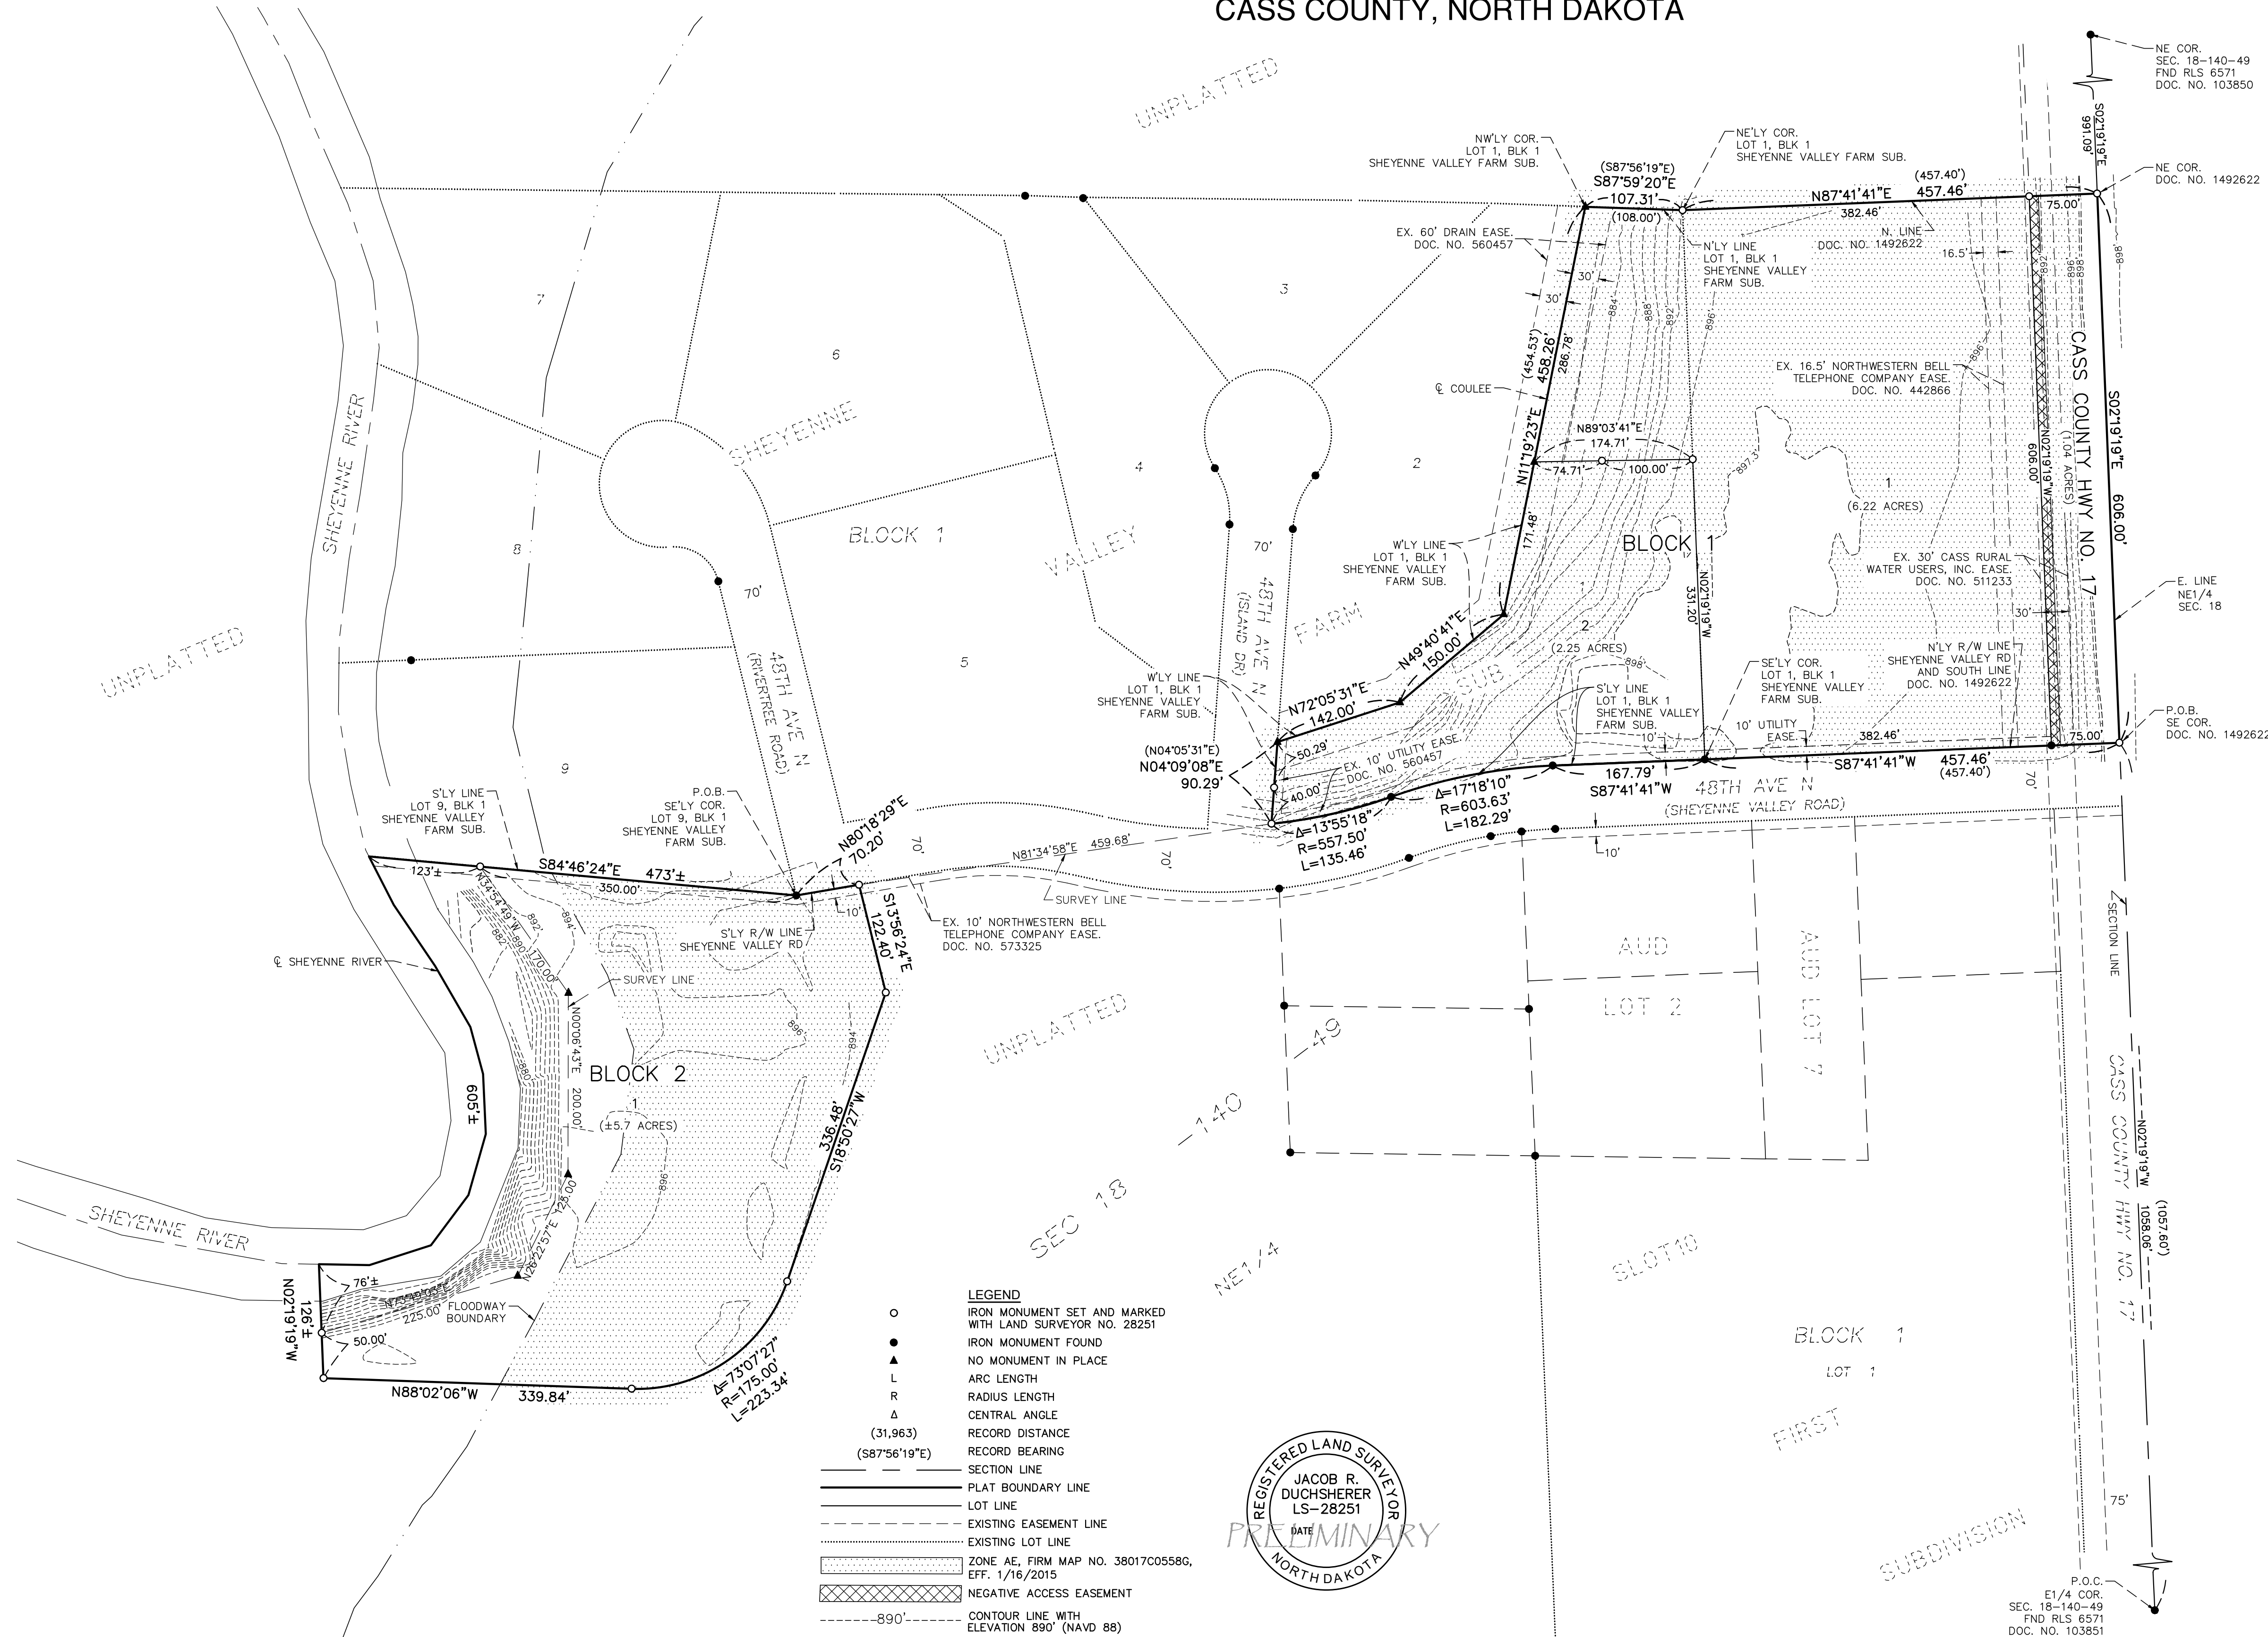 CASS COUNTY, NORTH DAKOTA
NE COR.
SEC. 18-140-49
FND RLS 6571
DOC. NO. 103850
UNPLATTED
S02°19'19"E
991.09'
NW'LY COR.
LOT 1, BLK 1
SHEYENNE VALLEY FARM SUB.
NE'LY COR.
LOT 1, BLK 1
SHEYENNE VALLEY FARM SUB.
(S87°56'19"E)
S87°59'20"E
107.31'
(108.00')
N87°41'41"E
(457.40')
457.46'
382.46'
75.00'
NE COR.
DOC. NO. 1492622
EX. 60' DRAIN EASE.
DOC. NO. 560457
N'LY LINE
LOT 1, BLK 1
SHEYENNE VALLEY
FARM SUB.
N. LINE
DOC. NO. 1492622
16.5'
30'
30'
884'
888'
892'
896'
892'
896'
898'
898'
7
3
6
(454.53')
458.26'
286.78'
N11°19'23"E
171.48'
℄ COULEE
EX. 16.5' NORTHWESTERN BELL
TELEPHONE COMPANY EASE.
DOC. NO. 442866
896'
CASS COUNTY HWY NO. 17
(1.04 ACRES)
S02°19'19"E 606.00'
N02°19'19"W
606.00'
SHEYENNE RIVER
SHEYENNE
4
2
N89°03'41"E
174.71'
74.71'
100.00'
897.3'
1
(6.22 ACRES)
8
BLOCK 1
VALLEY
70'
BLOCK 1
W'LY LINE
LOT 1, BLK 1
SHEYENNE VALLEY
FARM SUB.
EX. 30' CASS RURAL
WATER USERS, INC. EASE.
DOC. NO. 511233
30'
E. LINE
NE1/4
SEC. 18
N02°19'19"W
331.20'
1
70'
48TH AVE N
(ISLAND DR)
FARM
N49°40'41"E
150.00'
2
(2.25 ACRES)
898'
UNPLATTED
5
48TH AVE N
(RIVERTREE ROAD)
W'LY LINE
LOT 1, BLK 1
SHEYENNE VALLEY
FARM SUB.
N72°05'31"E
142.00'
SUB
S'LY LINE
LOT 1, BLK 1
SHEYENNE VALLEY
FARM SUB.
SE'LY COR.
LOT 1, BLK 1
SHEYENNE VALLEY
FARM SUB.
N'LY R/W LINE
SHEYENNE VALLEY RD
AND SOUTH LINE
DOC. NO. 1492622
P.O.B.
SE COR.
DOC. NO. 1492622
(N04°05'31"E)
N04°09'08"E
90.29'
50.29'
40.00'
EX. 10' UTILITY EASE.
DOC. NO. 560457
10'
10' UTILITY
EASE.
382.46'
75.00'
S87°41'41"W
457.46'
(457.40')
9
167.79'
S87°41'41"W
48TH AVE N
(SHEYENNE VALLEY ROAD)
70'
Δ=17°18'10"
R=603.63'
L=182.29'
Δ=13°55'18"
R=557.50'
L=135.46'
10'
S'LY LINE
LOT 9, BLK 1
SHEYENNE VALLEY
FARM SUB.
P.O.B.
SE'LY COR.
LOT 9, BLK 1
SHEYENNE VALLEY
FARM SUB.
N80°18'29"E
70.20'
70'
70'
N81°34'58"E 459.68'
SURVEY LINE
123'±
S84°46'24"E 473'±
350.00'
10'
S'LY R/W LINE
SHEYENNE VALLEY RD
EX. 10' NORTHWESTERN BELL
TELEPHONE COMPANY EASE.
DOC. NO. 573325
S13°56'24"E
122.40'
N34°54'49"W
170.00'
882'
890'
892'
894'
℄ SHEYENNE RIVER
SURVEY LINE
AUD
LOT 2
AUD LOT 7
SECTION LINE
UNPLATTED
N00°06'43"E 200.00'
896'
894'
880'
BLOCK 2
1
(±5.7 ACRES)
605'±
896'
336.48'
S18°50'27"W
SEC 18 -140 -49
NE1/4
CASS COUNTY HWY NO. 17
N02°19'19"W
1058.06'
(1057.60')
SHEYENNE RIVER
N26°22'57"E 125.00'
225.00'
76'±
50.00'
126'±
N02°19'19"W
FLOODWAY
BOUNDARY
SLOT10
N88°02'06"W 339.84'
Δ=73°07'27"
R=175.00'
L=223.34'
BLOCK 1
LOT 1
FIRST
SUBDIVISION
75'
LEGEND
IRON MONUMENT SET AND MARKED
WITH LAND SURVEYOR NO. 28251
IRON MONUMENT FOUND
NO MONUMENT IN PLACE
L ARC LENGTH
R RADIUS LENGTH
Δ CENTRAL ANGLE
(31,963) RECORD DISTANCE
(S87°56'19"E) RECORD BEARING
SECTION LINE
PLAT BOUNDARY LINE
LOT LINE
EXISTING EASEMENT LINE
EXISTING LOT LINE
ZONE AE, FIRM MAP NO. 38017C0558G,
EFF. 1/16/2015
NEGATIVE ACCESS EASEMENT
890' CONTOUR LINE WITH
ELEVATION 890' (NAVD 88)
REGISTERED LAND SURVEYOR
JACOB R.
DUCHSHERER
LS-28251
DATE
PRELIMINARY
NORTH DAKOTA
P.O.C.
E1/4 COR.
SEC. 18-140-49
FND RLS 6571
DOC. NO. 103851